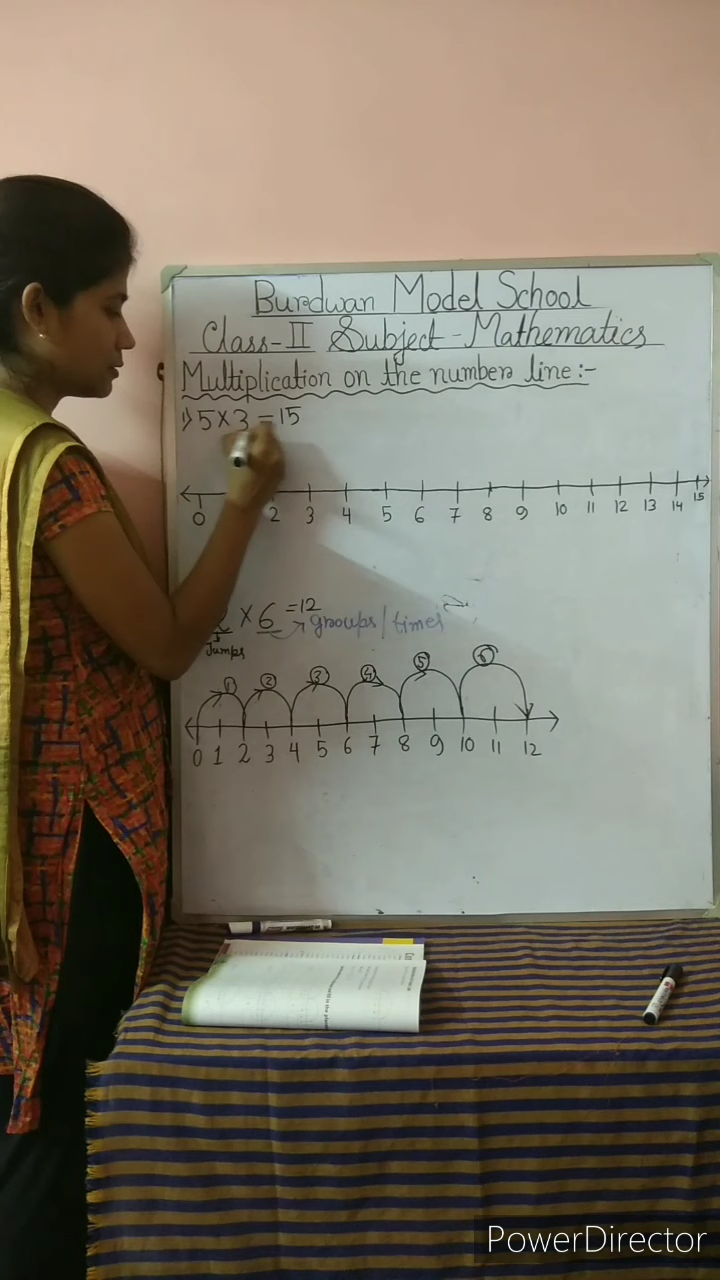 Burdwan Model School
Class-II Subject-Mathematics
Multiplication on the number line:-
1) 5×3=15
0 2 3 4 5 6 7 8 9 10 11 12 13 14 15
× 6 =12
groups/times
Jumps
1 2 3 4 5 6
0 1 2 3 4 5 6 7 8 9 10 11 12
PowerDirector